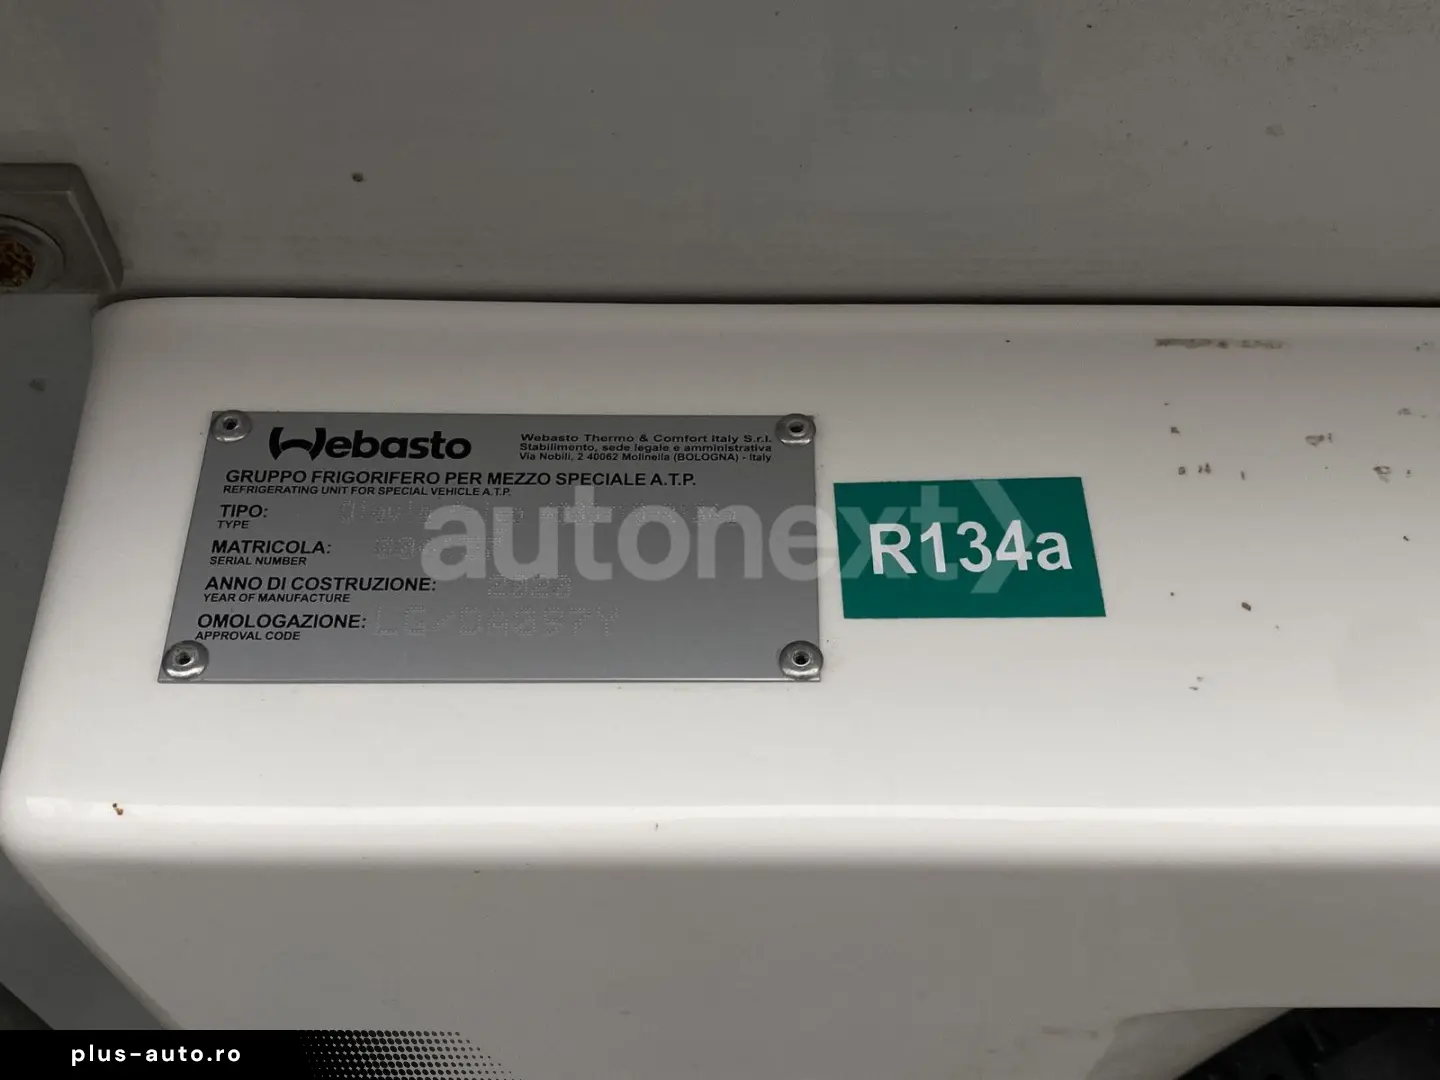 Webasto
Webasto Thermo & Comfort Italy S.r.l.
Stabilimento, sede legale e amministrativa
Via Nobili, 2 40062 Molinella (BOLOGNA) - Italy
GRUPPO FRIGORIFERO PER MEZZO SPECIALE A.T.P.
REFRIGERATING UNIT FOR SPECIAL VEHICLE A.T.P.
TIPO:
TYPE
MATRICOLA:
SERIAL NUMBER
ANNO DI COSTRUZIONE:
YEAR OF MANUFACTURE
OMOLOGAZIONE:
APPROVAL CODE
autonext
R134a
plus-auto.ro